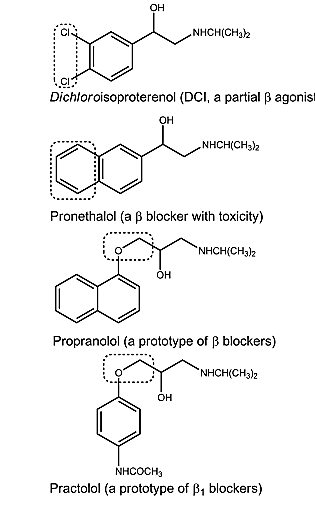 OH
Cl
NHCH(CH₃)₂
Cl
Dichloroisoproterenol (DCI, a partial β agonist
OH
NHCH(CH₃)₂
Pronethalol (a β blocker with toxicity)
O
NHCH(CH₃)₂
OH
Propranolol (a prototype of β blockers)
O
NHCH(CH₃)₂
OH
NHCOCH₃
Practolol (a prototype of β₁ blockers)